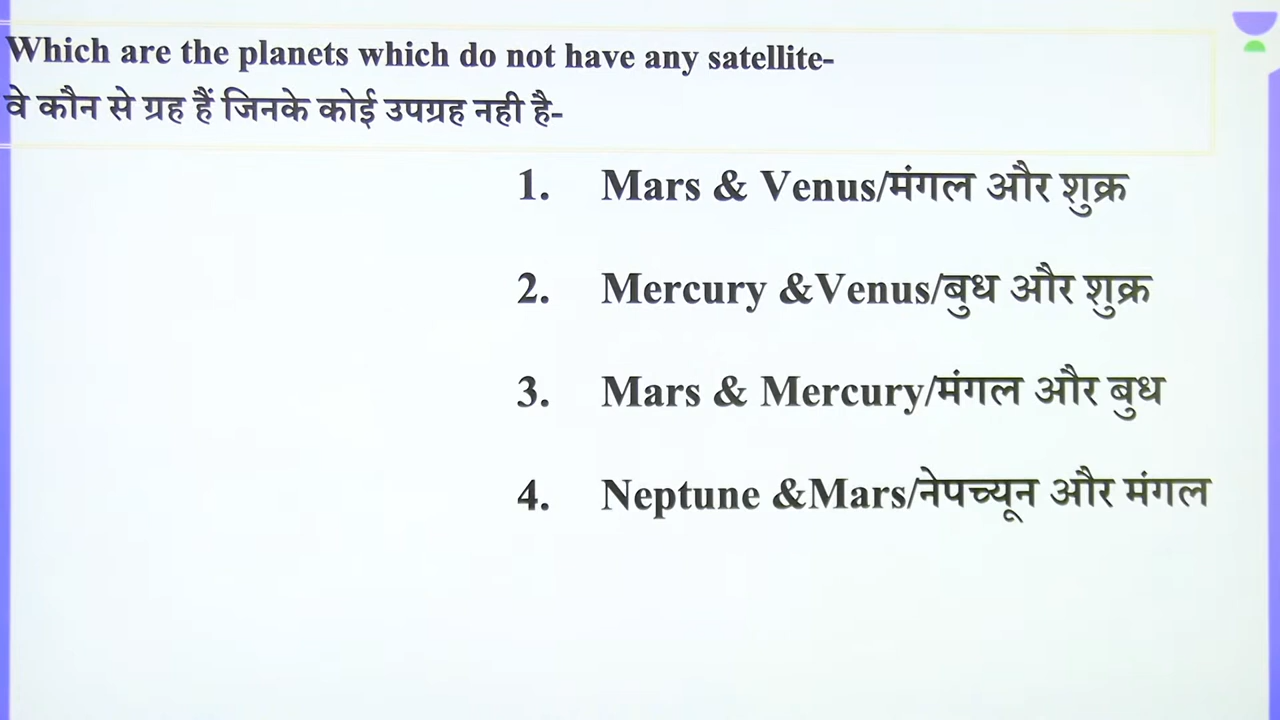 Which are the planets which do not have any satellite-
वे कौन से ग्रह हैं जिनके कोई उपग्रह नही है-
1. Mars & Venus/मंगल और शुक्र
2. Mercury &Venus/बुध और शुक्र
3. Mars & Mercury/मंगल और बुध
4. Neptune &Mars/नेपच्यून और मंगल